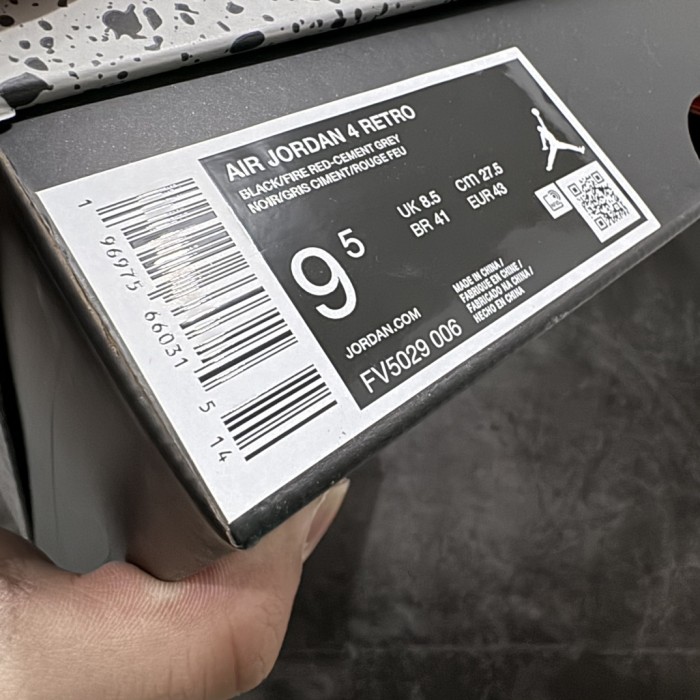 AIR JORDAN 4 RETRO
BLACK/FIRE RED-CEMENT GREY
NOIR/GRIS CIMENT/ROUGE FEU
9 5
UK 8.5 cm 27.5
BR 41 EUR 43
JORDAN.COM
FV5029 006
MADE IN CHINA /
FABRIQUÉ EN CHINE /
FABRICADO NA CHINA /
HECHO EN CHINA
1 96975 66031 5 14